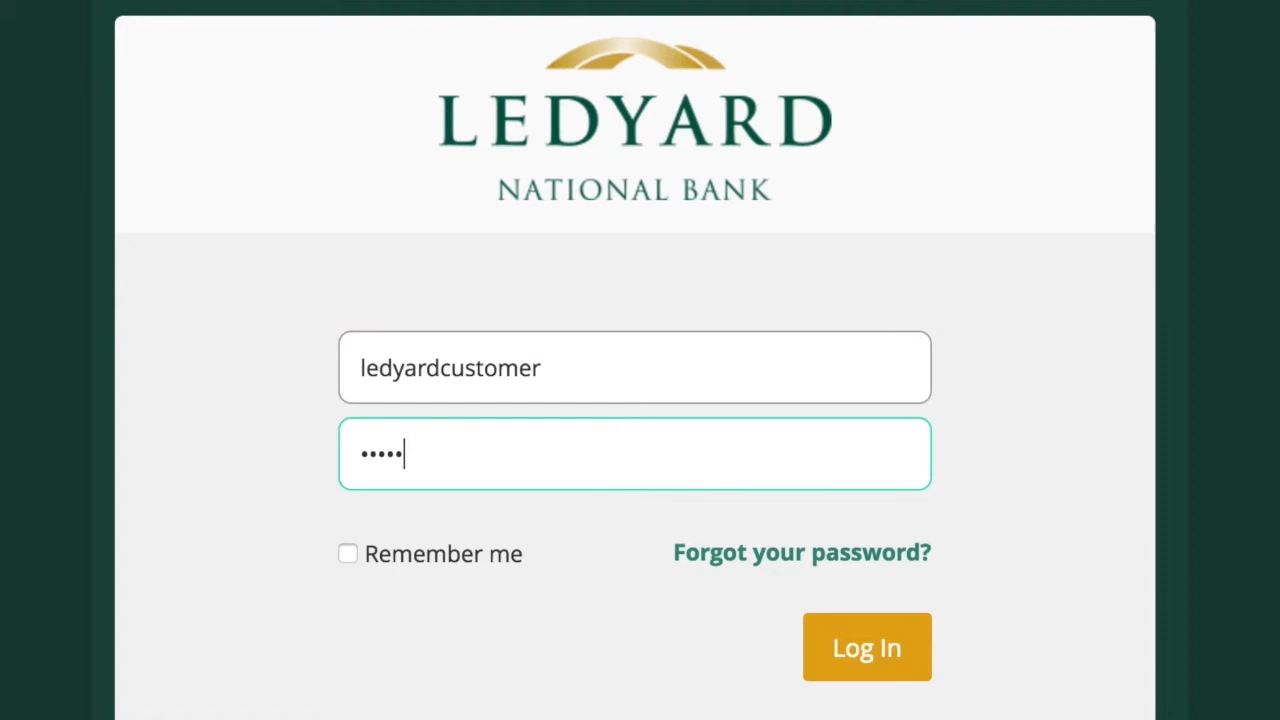 LEDYARD
NATIONAL BANK
ledyardcustomer
•••••
Remember me
Forgot your password?
Log In